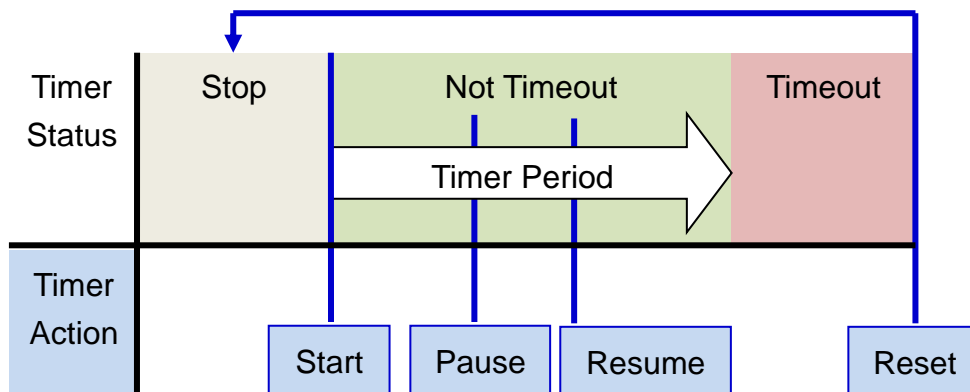 Timer
Status
Stop
Not Timeout
Timeout
Timer Period
Timer
Action
Start
Pause
Resume
Reset